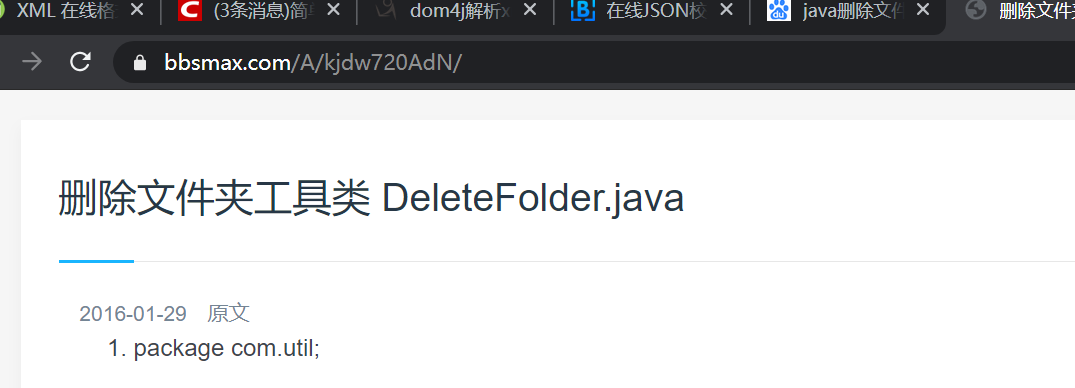 XML 在线格
(3条消息)简
dom4j解析x
在线JSON校
java删除文件
删除文件夹
bbsmax.com/A/kjdw720AdN/
删除文件夹工具类 DeleteFolder.java
2016-01-29 原文
1. package com.util;